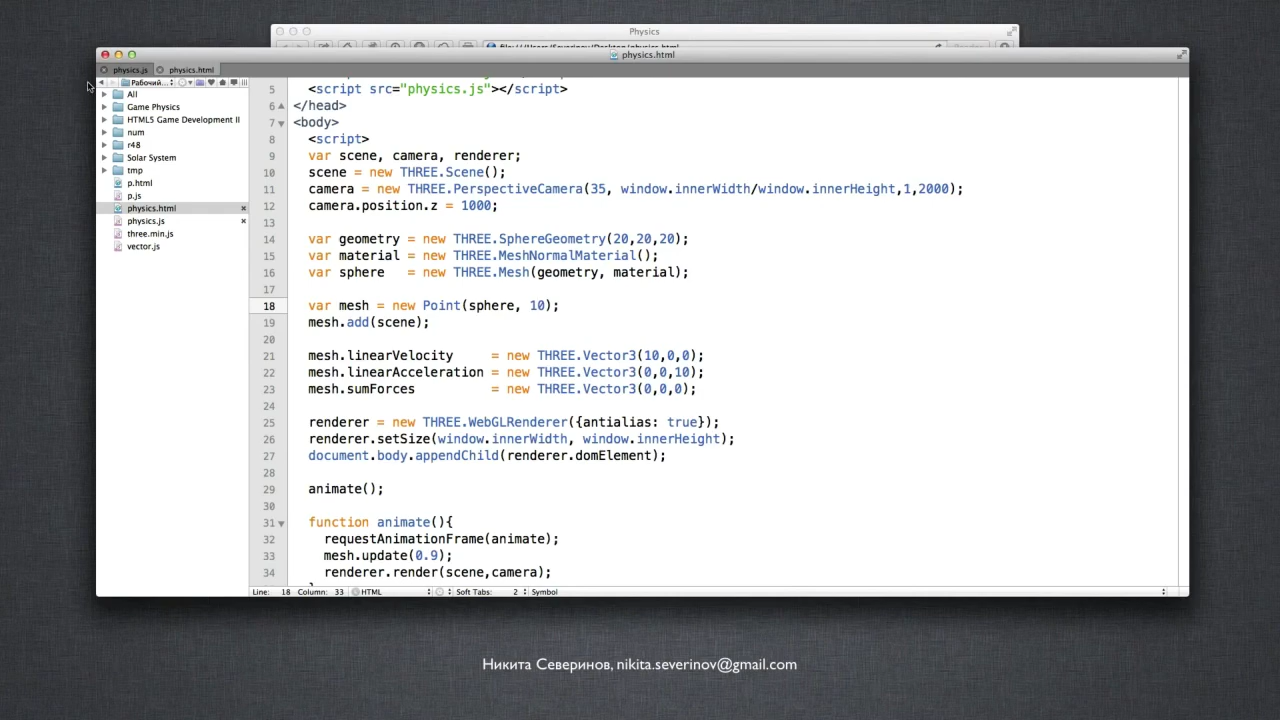 Physics
file:///Users/Severinov/Desktop/physics.html
physics.html
physics.js
physics.html
Рабочий...
All
Game Physics
HTML5 Game Development II
num
r48
Solar System
tmp
p.html
p.js
physics.html
physics.js
three.min.js
vector.js
5 <script src="physics.js"></script>
6 </head>
7 <body>
8 <script>
9 var scene, camera, renderer;
10 scene = new THREE.Scene();
11 camera = new THREE.PerspectiveCamera(35, window.innerWidth/window.innerHeight,1,2000);
12 camera.position.z = 1000;
13
14 var geometry = new THREE.SphereGeometry(20,20,20);
15 var material = new THREE.MeshNormalMaterial();
16 var sphere = new THREE.Mesh(geometry, material);
17
18 var mesh = new Point(sphere, 10);
19 mesh.add(scene);
20
21 mesh.linearVelocity = new THREE.Vector3(10,0,0);
22 mesh.linearAcceleration = new THREE.Vector3(0,0,10);
23 mesh.sumForces = new THREE.Vector3(0,0,0);
24
25 renderer = new THREE.WebGLRenderer({antialias: true});
26 renderer.setSize(window.innerWidth, window.innerHeight);
27 document.body.appendChild(renderer.domElement);
28
29 animate();
30
31 function animate(){
32 requestAnimationFrame(animate);
33 mesh.update(0.9);
34 renderer.render(scene,camera);
Line: 18 Column: 33 HTML Soft Tabs: 2 Symbol
Никита Северинов, nikita.severinov@gmail.com